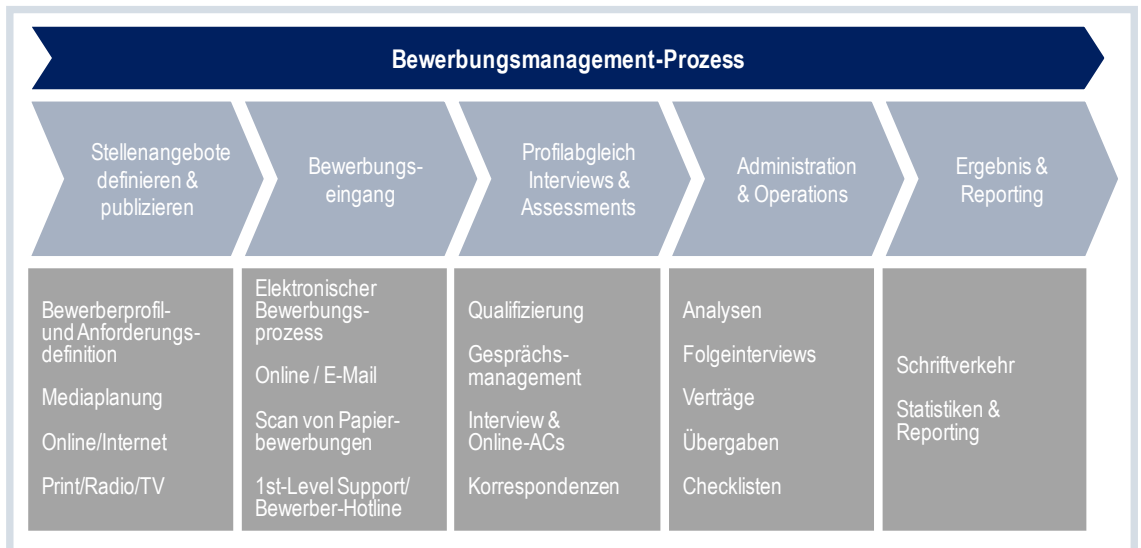 Bewerbungsmanagement-Prozess
Stellenangebote
definieren &
publizieren
Bewerbungs-
eingang
Profilabgleich
Interviews &
Assessments
Administration
& Operations
Ergebnis &
Reporting
Bewerberprofil-
und Anforderungs-
definition
Mediaplanung
Online/Internet
Print/Radio/TV
Elektronischer
Bewerbungs-
prozess
Online / E-Mail
Scan von Papier-
bewerbungen
1st-Level Support/
Bewerber-Hotline
Qualifizierung
Gesprächs-
management
Interview &
Online-ACs
Korrespondenzen
Analysen
Folgeinterviews
Verträge
Übergaben
Checklisten
Schriftverkehr
Statistiken &
Reporting